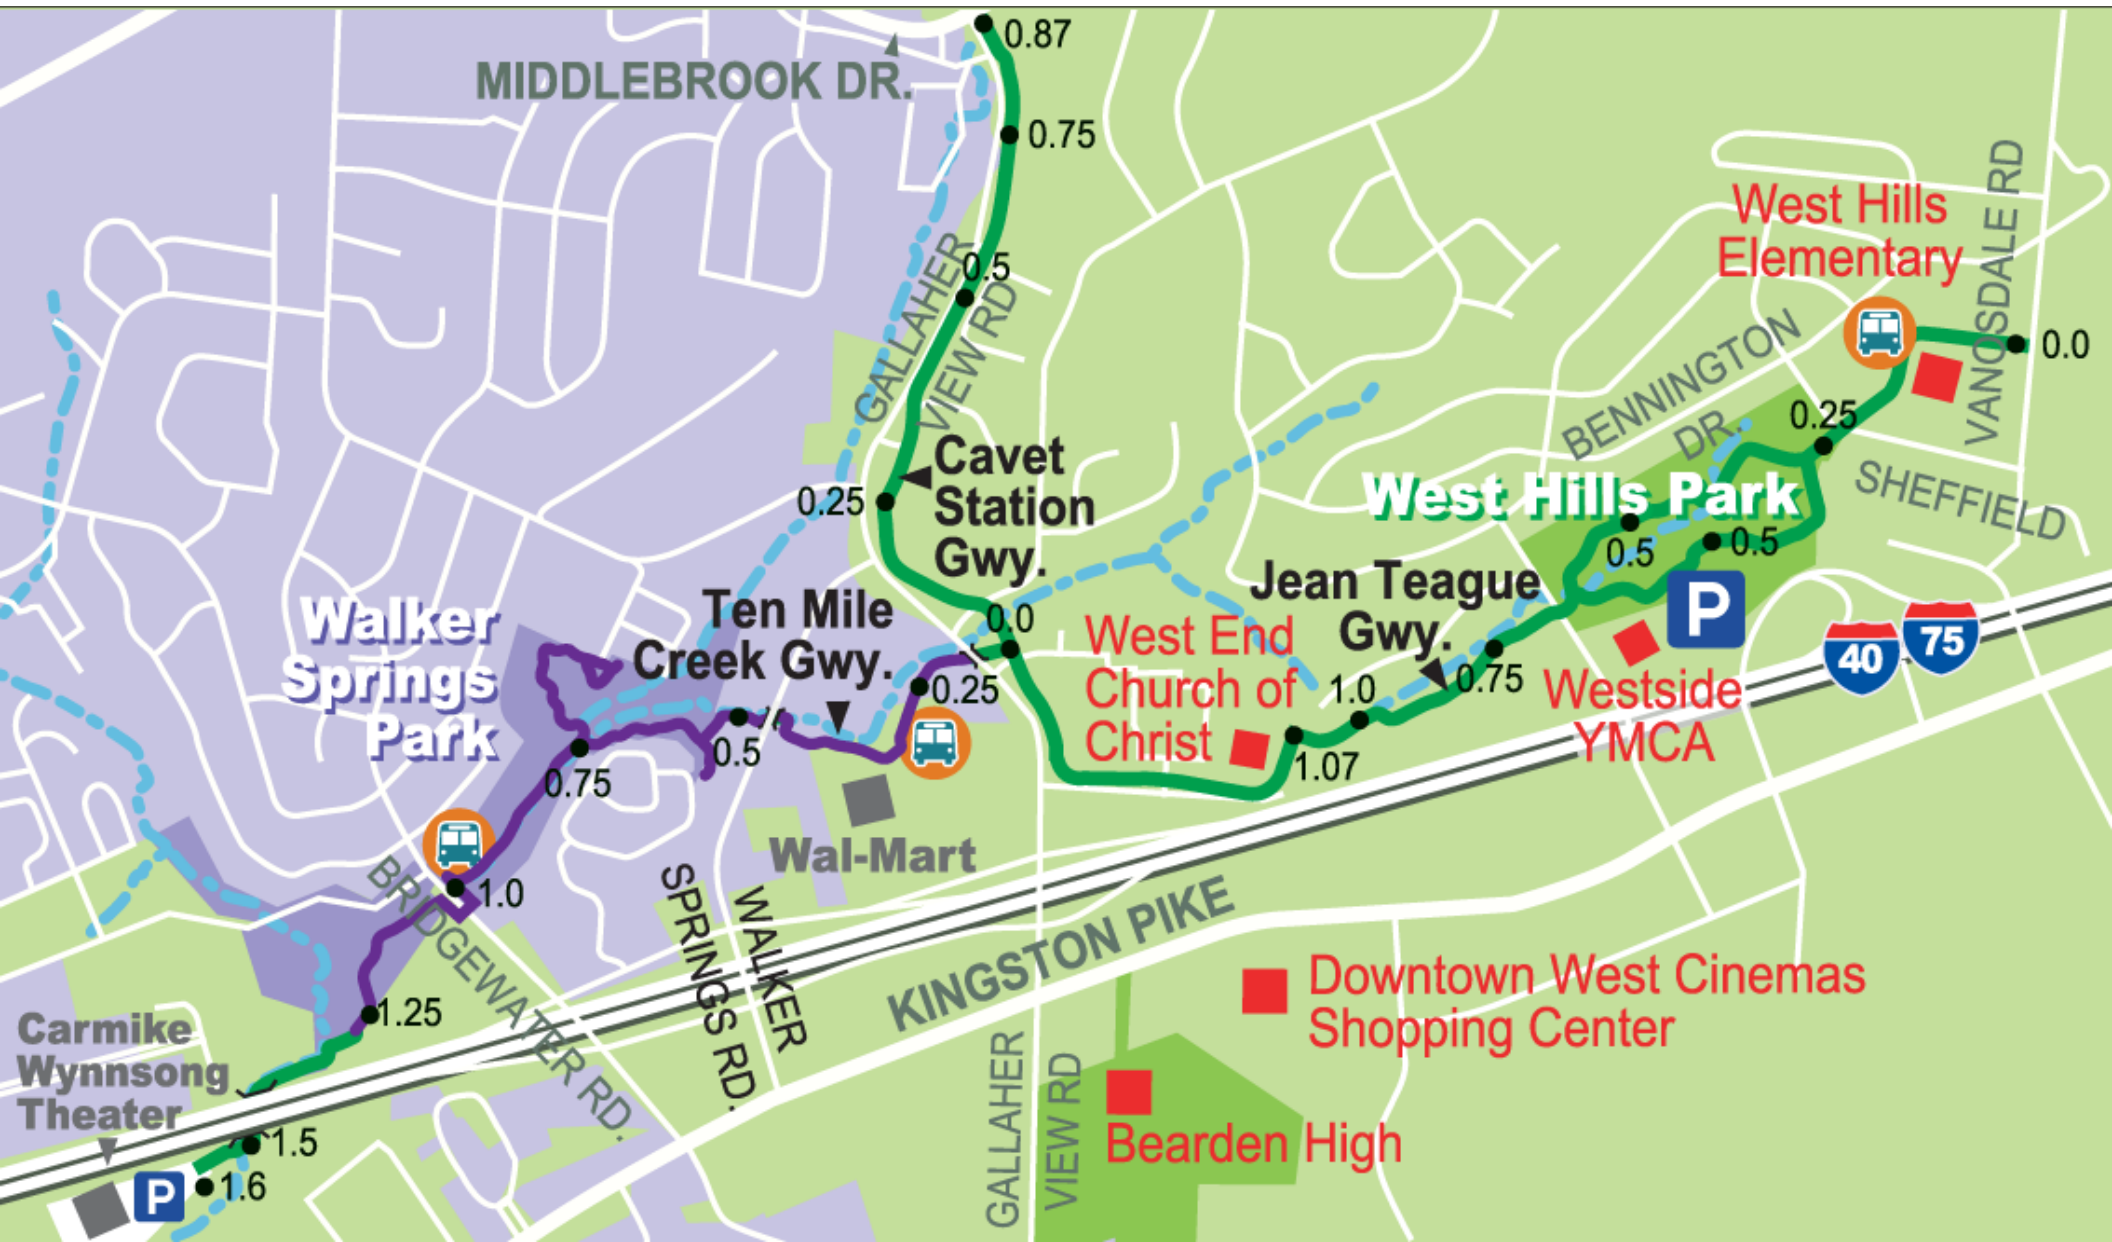 0.87
MIDDLEBROOK DR.
0.75
West Hills
Elementary
VANOSDALE RD
0.5
GALLAHER
VIEW RD
0.0
BENNINGTON
DR.
0.25
SHEFFIELD
West Hills Park
0.5
0.5
P
Cavet
Station
Gwy.
0.25
Jean Teague
Gwy.
40
75
Walker
Springs
Park
Ten Mile
Creek Gwy.
0.0
West End
Church of
Christ
1.0
0.75
Westside
YMCA
0.25
0.5
1.07
0.75
Wal-Mart
1.0
BRIDGEWATER RD.
WALKER
SPRINGS RD.
KINGSTON PIKE
1.25
Downtown West Cinemas
Shopping Center
Carmike
Wynnsong
Theater
GALLAHER
VIEW RD
Bearden High
1.5
P
1.6